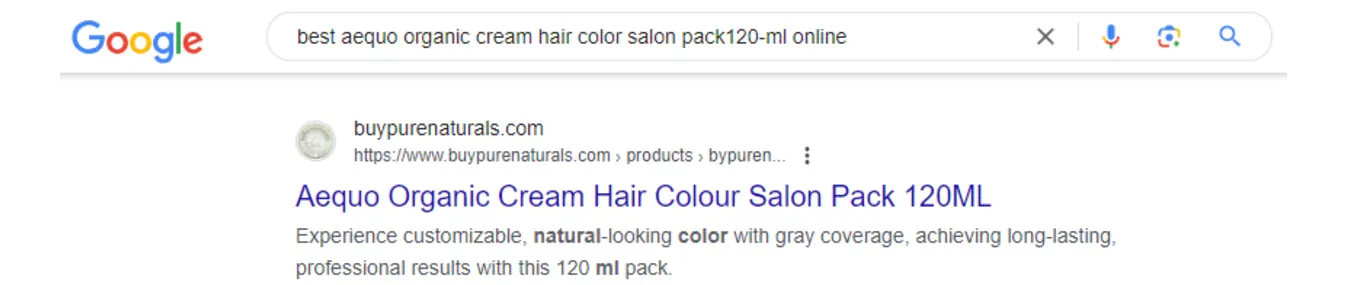 Google
best aequo organic cream hair color salon pack120-ml online
buypurenaturals.com
https://www.buypurenaturals.com › products › bypuren...
Aequo Organic Cream Hair Colour Salon Pack 120ML
Experience customizable, natural-looking color with gray coverage, achieving long-lasting,
professional results with this 120 ml pack.